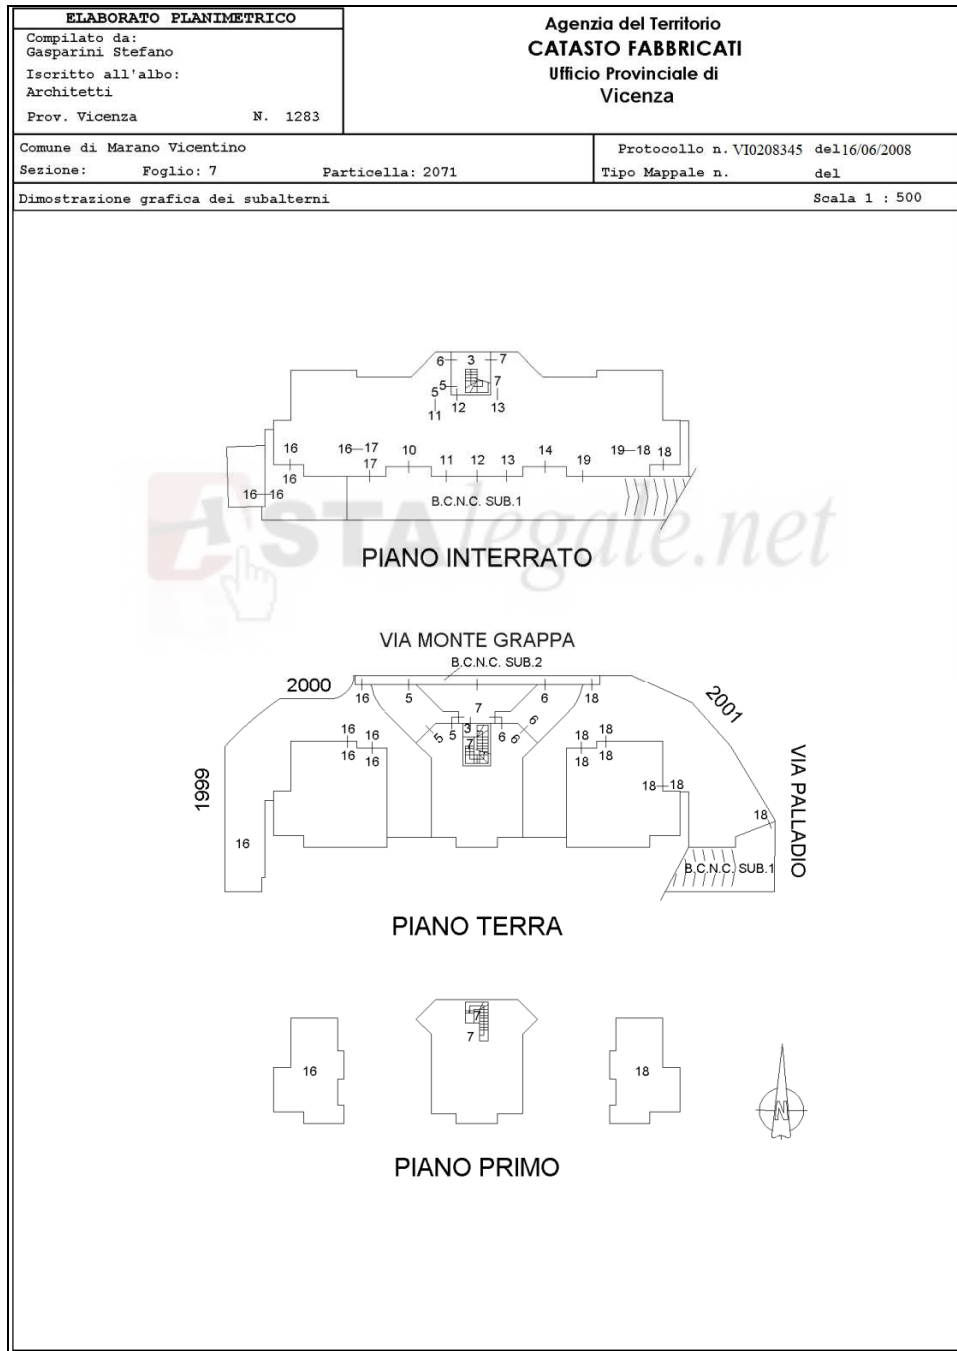 ELABORATO PLANIMETRICO
Compilato da:
Gasparini Stefano
Iscritto all'albo:
Architetti
Prov. Vicenza N. 1283
Agenzia del Territorio
CATASTO FABBRICATI
Ufficio Provinciale di
Vicenza
Comune di Marano Vicentino
Sezione: Foglio: 7 Particella: 2071
Protocollo n. VI0208345 del 16/06/2008
Tipo Mappale n. del
Dimostrazione grafica dei subalterni Scala 1 : 500
6 3 7
5 7
5 12 13
11
16 16 17 10 11 12 13 14 19 19 18 18
16 17
16 16
B.C.N.C. SUB.1
ASTAlegale.net
PIANO INTERRATO
VIA MONTE GRAPPA
B.C.N.C. SUB.2
2000 16 5 6 18 2001
7
5 5 3 6 6 6
7
16 16 18 18
16 16 18 18
1999
18 18
VIA PALLADIO
18
16
B.C.N.C. SUB.1
PIANO TERRA
7
7
16 18
N
PIANO PRIMO